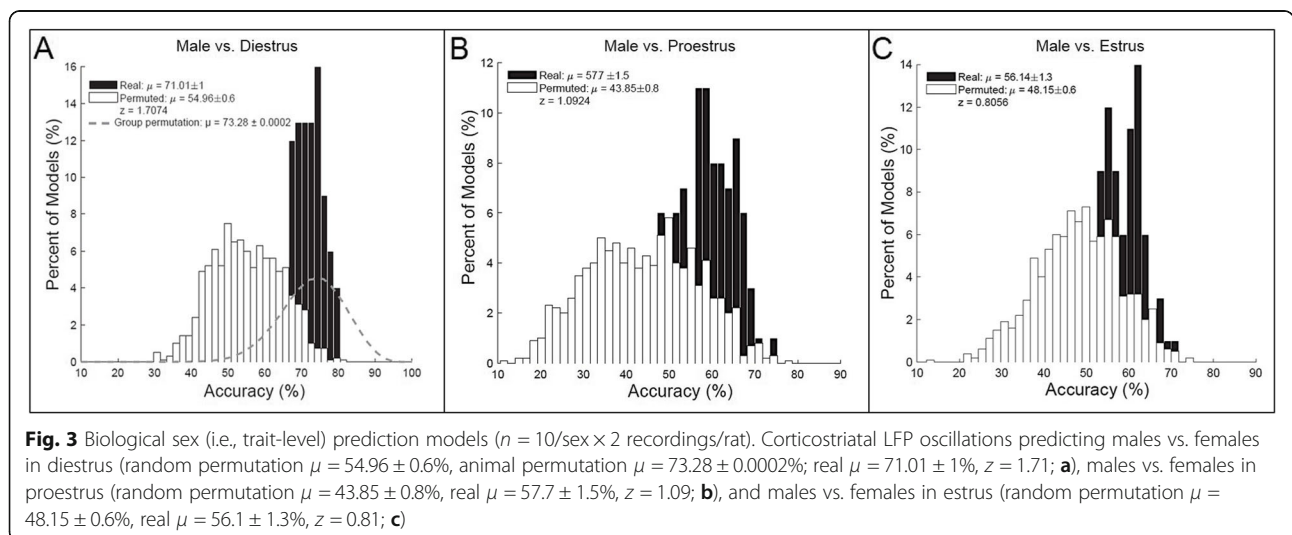 A
Male vs. Diestrus
Real: μ = 71.01±1
Permuted: μ = 54.96±0.6
z = 1.7074
Group permutation: μ = 73.28 ± 0.0002
Percent of Models (%)
16
14
12
10
8
6
4
2
0
10 20 30 40 50 60 70 80 90 100
Accuracy (%)
B
Male vs. Proestrus
Real: μ = 577 ±1.5
Permuted: μ = 43.85±0.8
z = 1.0924
Percent of Models (%)
12
10
8
6
4
2
0
10 20 30 40 50 60 70 80 90
Accuracy (%)
C
Male vs. Estrus
Real: μ = 56.14±1.3
Permuted: μ = 48.15±0.6
z = 0.8056
Percent of Models (%)
14
12
10
8
6
4
2
0
10 20 30 40 50 60 70 80 90
Accuracy (%)
Fig. 3 Biological sex (i.e., trait-level) prediction models (n = 10/sex × 2 recordings/rat). Corticostriatal LFP oscillations predicting males vs. females
in diestrus (random permutation μ = 54.96 ± 0.6%, animal permutation μ = 73.28 ± 0.0002%; real μ = 71.01 ± 1%, z = 1.71; a), males vs. females in
proestrus (random permutation μ = 43.85 ± 0.8%, real μ = 57.7 ± 1.5%, z = 1.09; b), and males vs. females in estrus (random permutation μ =
48.15 ± 0.6%, real μ = 56.1 ± 1.3%, z = 0.81; c)